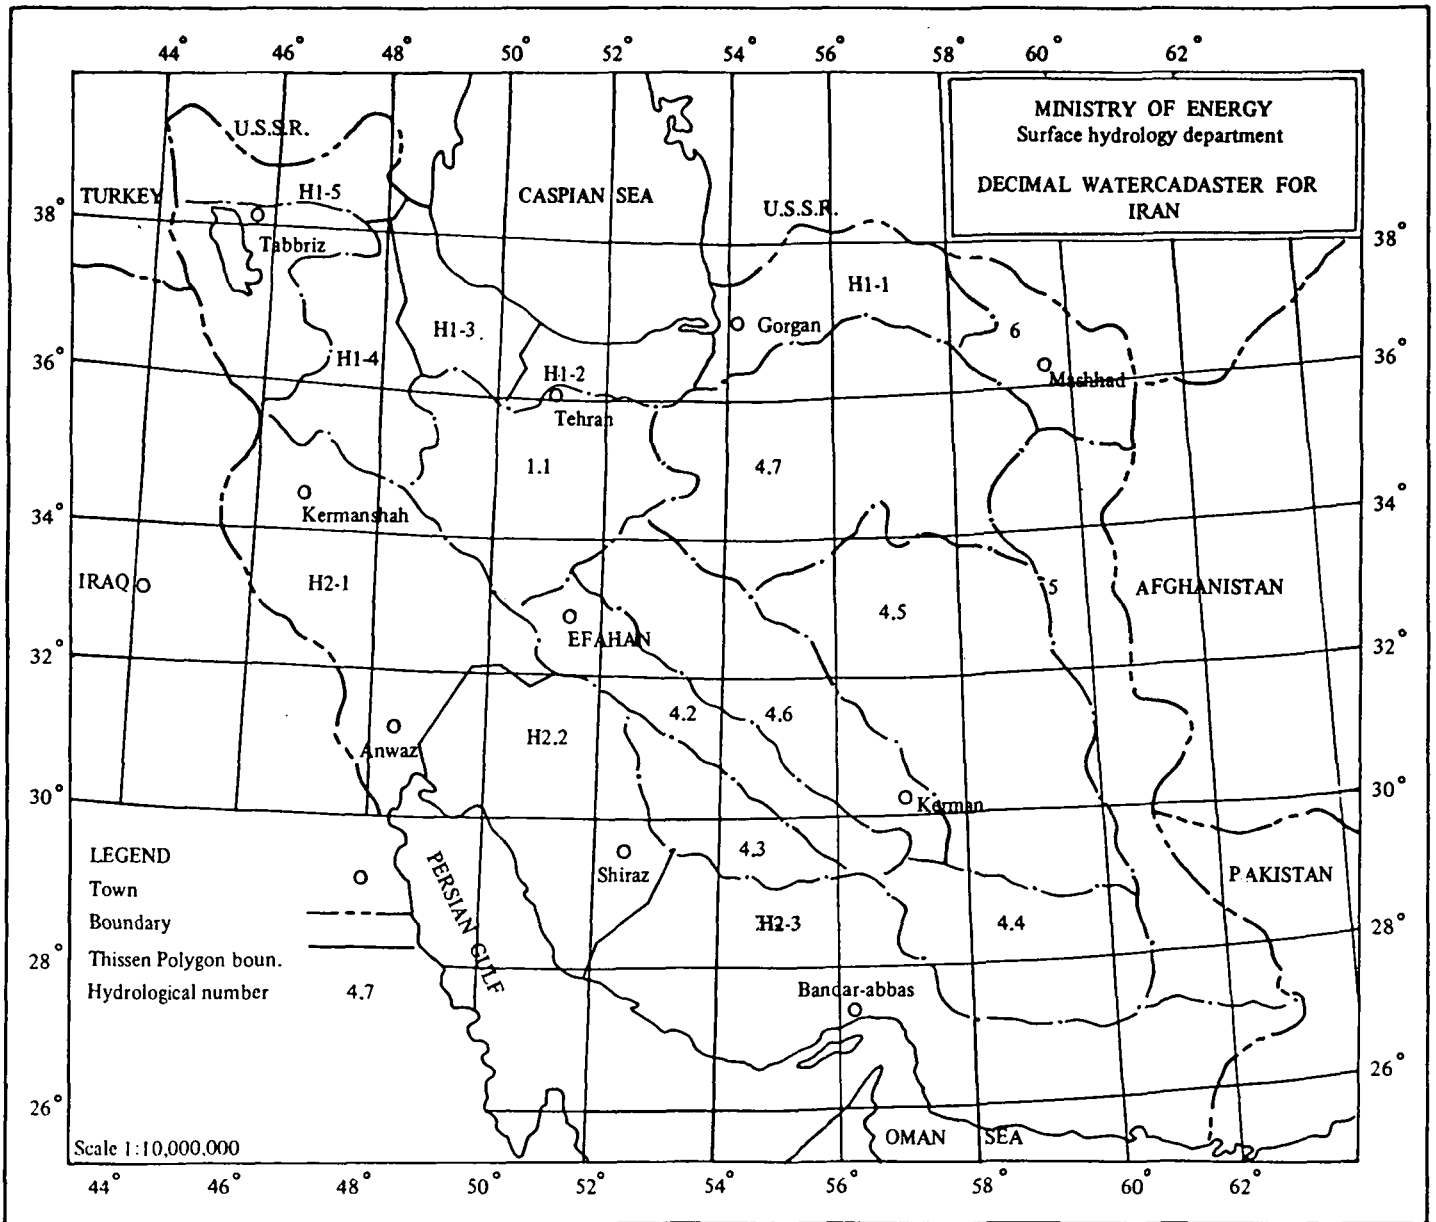 44° 46° 48° 50° 52° 54° 56° 58° 60° 62°
MINISTRY OF ENERGY
Surface hydrology department
DECIMAL WATERCADASTER FOR
IRAN
U.S.S.R.
TURKEY
H1-5
CASPIAN SEA
U.S.S.R.
38°
38°
Tabbriz
H1-1
H1-3.
Gorgan
6
36°
H1-4
H1-2
36°
Mashhad
Tehran
1.1
4.7
34°
Kermanshah
34°
IRAQ
H2-1
5
AFGHANISTAN
4.5
EFAHAN
32°
32°
4.2
4.6
H2.2
Anwaz
30°
30°
Kerman
LEGEND
4.3
Town
Shiraz
PAKISTAN
PERSIAN GULF
Boundary
H2-3
4.4
28°
Thissen Polygon boun.
28°
Hydrological number 4.7
Bandar-abbas
26°
26°
OMAN SEA
Scale 1:10,000.000
44° 46° 48° 50° 52° 54° 56° 58° 60° 62°